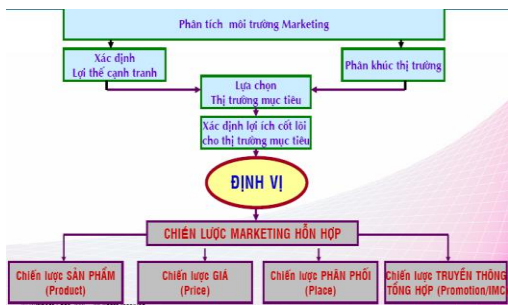 Phân tích môi trường Marketing
Xác định
Lợi thế cạnh tranh
Phân khúc thị trường
Lựa chọn
Thị trường mục tiêu
Xác định lợi ích cốt lõi
cho thị trường mục tiêu
ĐỊNH VỊ
CHIẾN LƯỢC MARKETING HỖN HỢP
Chiến lược SẢN PHẨM
(Product)
Chiến lược GIÁ
(Price)
Chiến lược PHÂN PHỐI
(Place)
Chiến lược TRUYỀN THÔNG
TỔNG HỢP (Promotion/IMC)